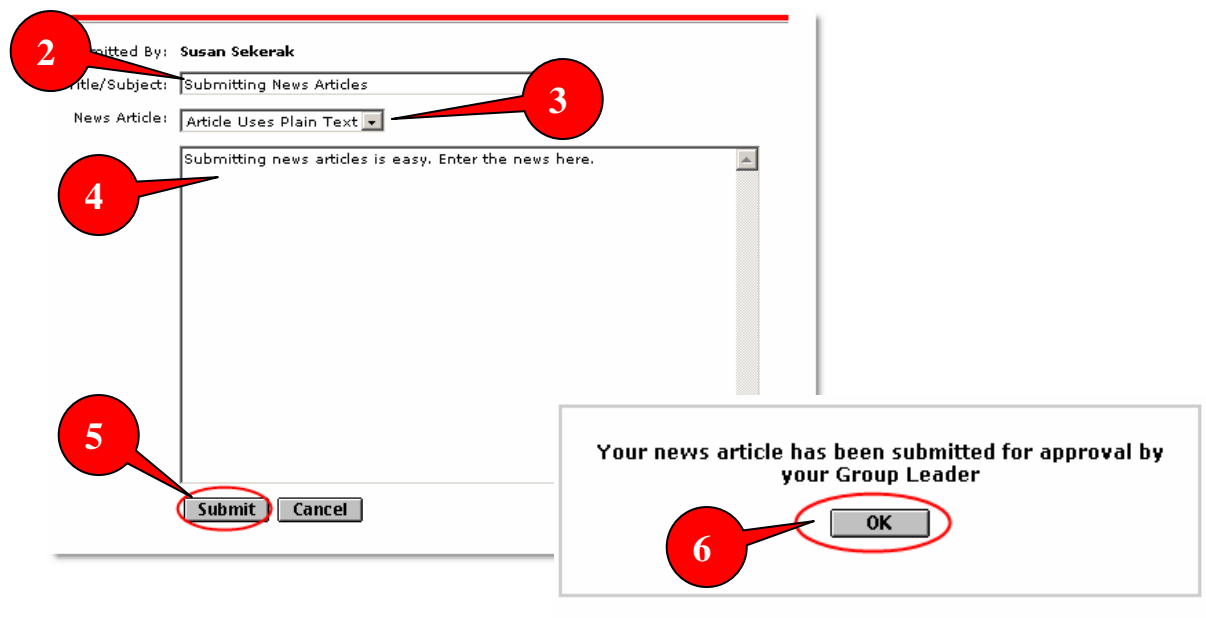 2
mitted By: Susan Sekerak
Title/Subject: Submitting News Articles
3
News Article: Article Uses Plain Text
Submitting news articles is easy. Enter the news here.
4
5
Your news article has been submitted for approval by
your Group Leader
Submit Cancel
OK
6